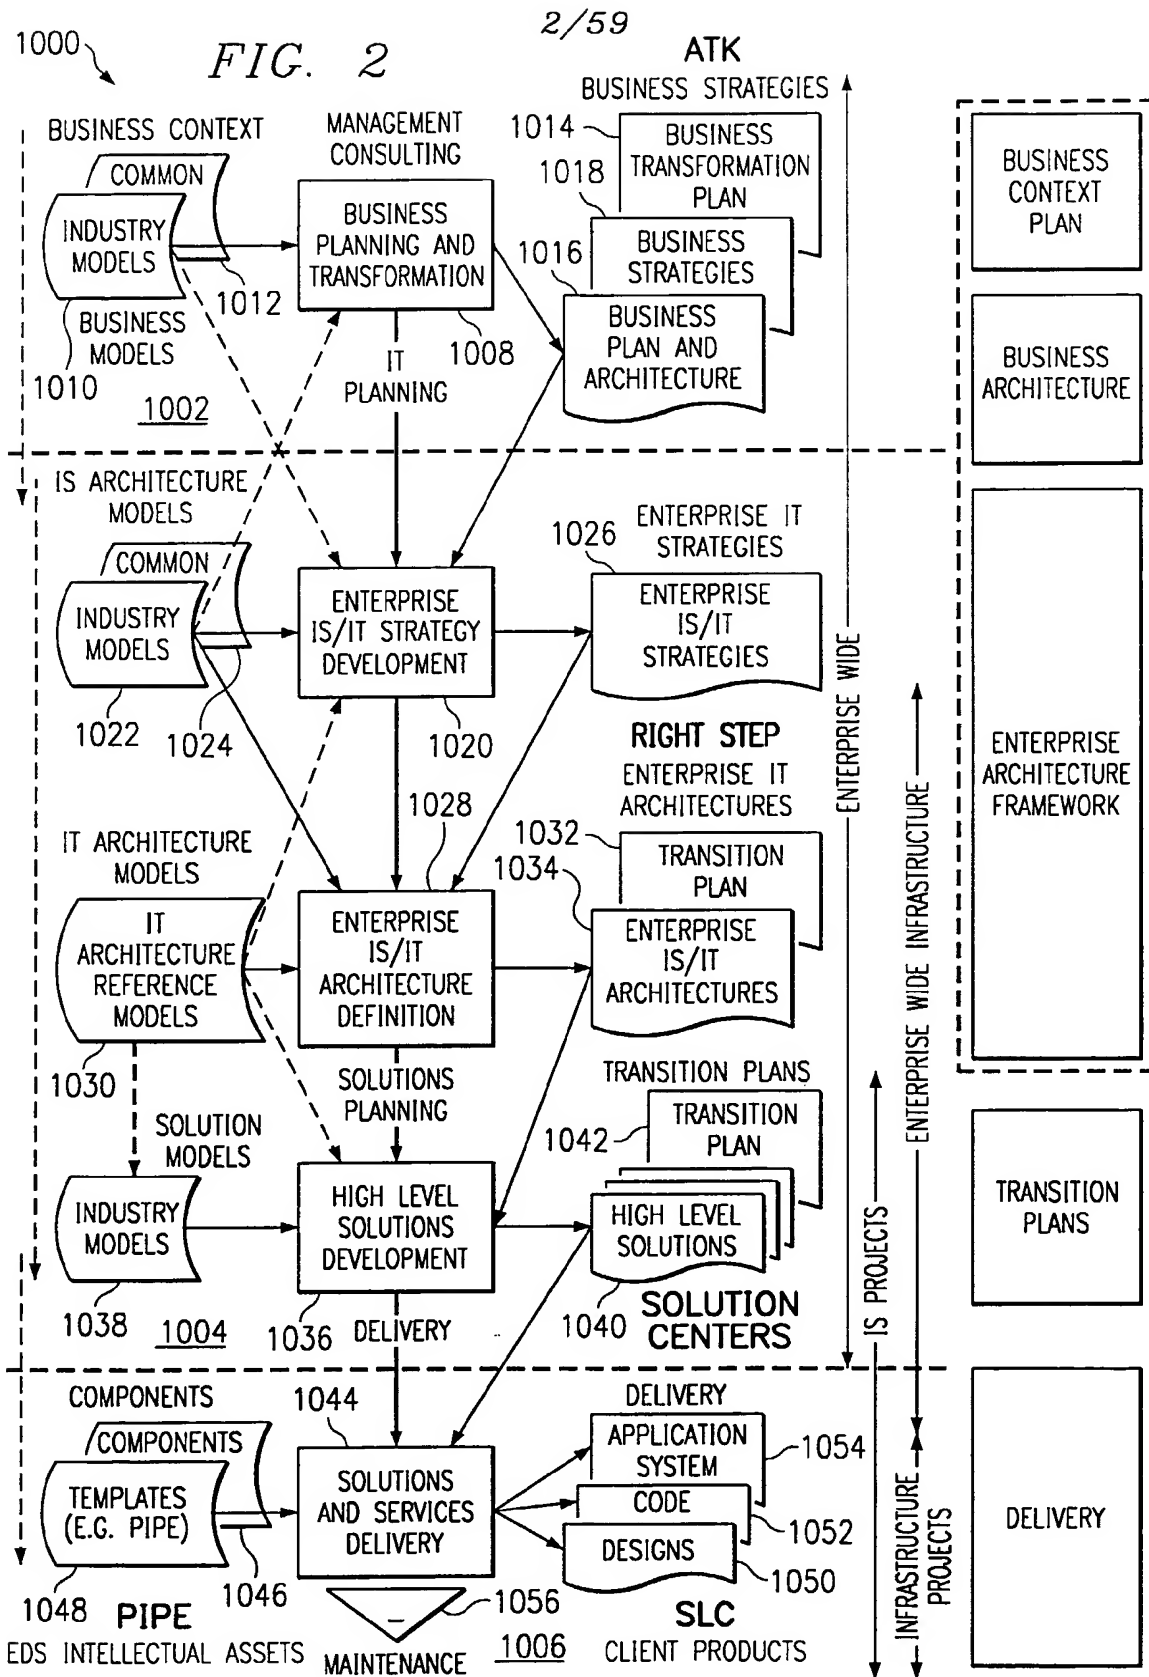 2/59
1000
FIG. 2
ATK
BUSINESS STRATEGIES
BUSINESS CONTEXT
COMMON
INDUSTRY
MODELS
1012
BUSINESS
MODELS
1010
1002
MANAGEMENT
CONSULTING
BUSINESS
PLANNING AND
TRANSFORMATION
1008
IT
PLANNING
1014
BUSINESS
TRANSFORMATION
PLAN
1018
BUSINESS
STRATEGIES
1016
BUSINESS
PLAN AND
ARCHITECTURE
BUSINESS
CONTEXT
PLAN
BUSINESS
ARCHITECTURE
IS ARCHITECTURE
MODELS
COMMON
INDUSTRY
MODELS
1022
1024
ENTERPRISE
IS/IT STRATEGY
DEVELOPMENT
1020
ENTERPRISE IT
STRATEGIES
1026
ENTERPRISE
IS/IT
STRATEGIES
RIGHT STEP
ENTERPRISE IT
ARCHITECTURES
ENTERPRISE WIDE
ENTERPRISE WIDE INFRASTRUCTURE
ENTERPRISE
ARCHITECTURE
FRAMEWORK
IT ARCHITECTURE
MODELS
IT
ARCHITECTURE
REFERENCE
MODELS
1030
1028
ENTERPRISE
IS/IT
ARCHITECTURE
DEFINITION
1032
TRANSITION
PLAN
1034
ENTERPRISE
IS/IT
ARCHITECTURES
SOLUTIONS
PLANNING
SOLUTION
MODELS
INDUSTRY
MODELS
1038
1004
HIGH LEVEL
SOLUTIONS
DEVELOPMENT
1036
DELIVERY
TRANSITION PLANS
1042
TRANSITION
PLAN
HIGH LEVEL
SOLUTIONS
1040
SOLUTION
CENTERS
IS PROJECTS
TRANSITION
PLANS
COMPONENTS
COMPONENTS
TEMPLATES
(E.G. PIPE)
1048
1046
PIPE
EDS INTELLECTUAL ASSETS
1044
SOLUTIONS
AND SERVICES
DELIVERY
1056
MAINTENANCE
1006
DELIVERY
APPLICATION
SYSTEM
1054
CODE
1052
DESIGNS
1050
SLC
CLIENT PRODUCTS
INFRASTRUCTURE
PROJECTS
DELIVERY